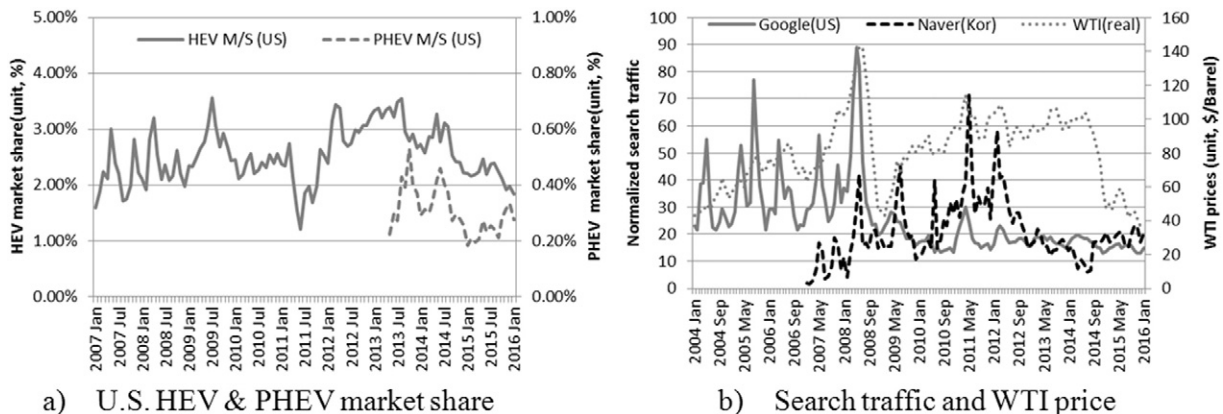 a)
5.00%
4.00%
3.00%
2.00%
1.00%
0.00%
HEV market share(unit, %)
HEV M/S (US)
PHEV M/S (US)
1.00%
0.80%
0.60%
0.40%
0.20%
0.00%
PHEV market share(unit, %)
2007 Jan
2007 Jul
2008 Jan
2008 Jul
2009 Jan
2009 Jul
2010 Jan
2010 Jul
2011 Jan
2011 Jul
2012 Jan
2012 Jul
2013 Jan
2013 Jul
2014 Jan
2014 Jul
2015 Jan
2015 Jul
2016 Jan
a) U.S. HEV & PHEV market share
b)
100
90
80
70
60
50
40
30
20
10
0
Normalized search traffic
Google(US)
Naver(Kor)
WTI(real)
160
140
120
100
80
60
40
20
0
WTI prices (unit, $/Barrel)
2004 Jan
2004 Sep
2005 May
2006 Jan
2006 Sep
2007 May
2008 Jan
2008 Sep
2009 May
2010 Jan
2010 Sep
2011 May
2012 Jan
2012 Sep
2013 May
2014 Jan
2014 Sep
2015 May
2016 Jan
b) Search traffic and WTI price